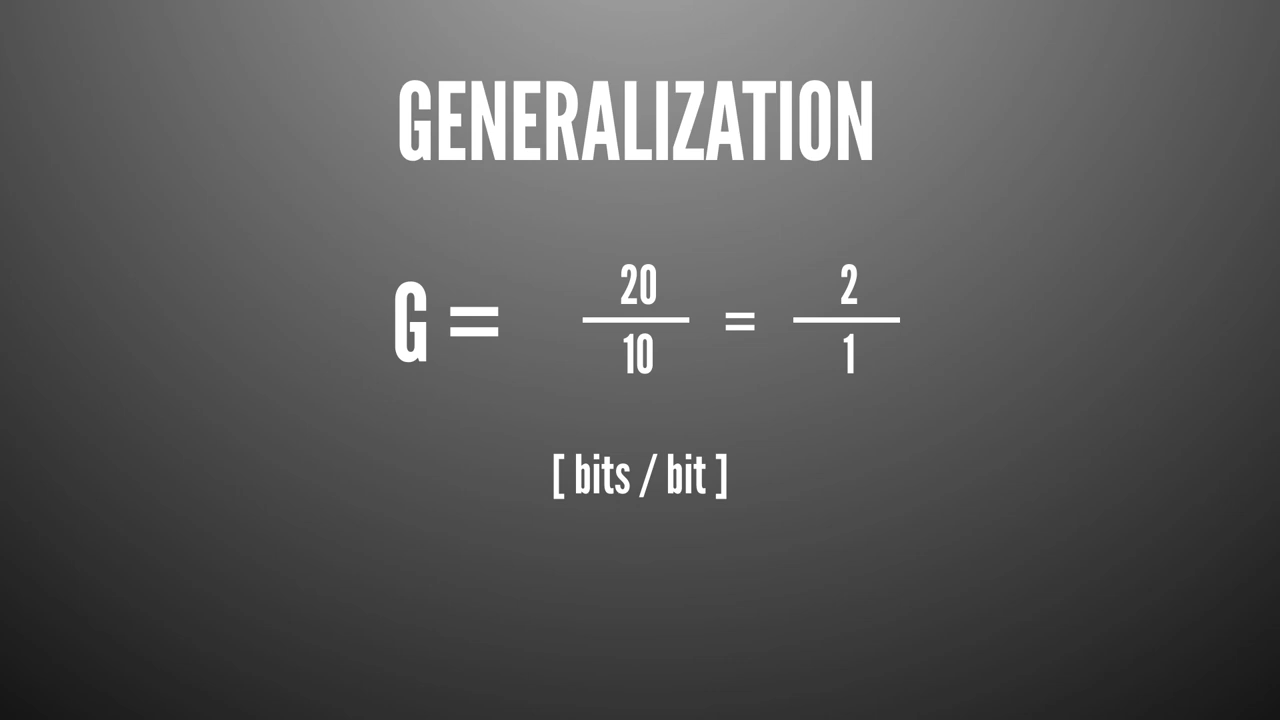 GENERALIZATION
G = 20/10 = 2/1
[ bits / bit ]